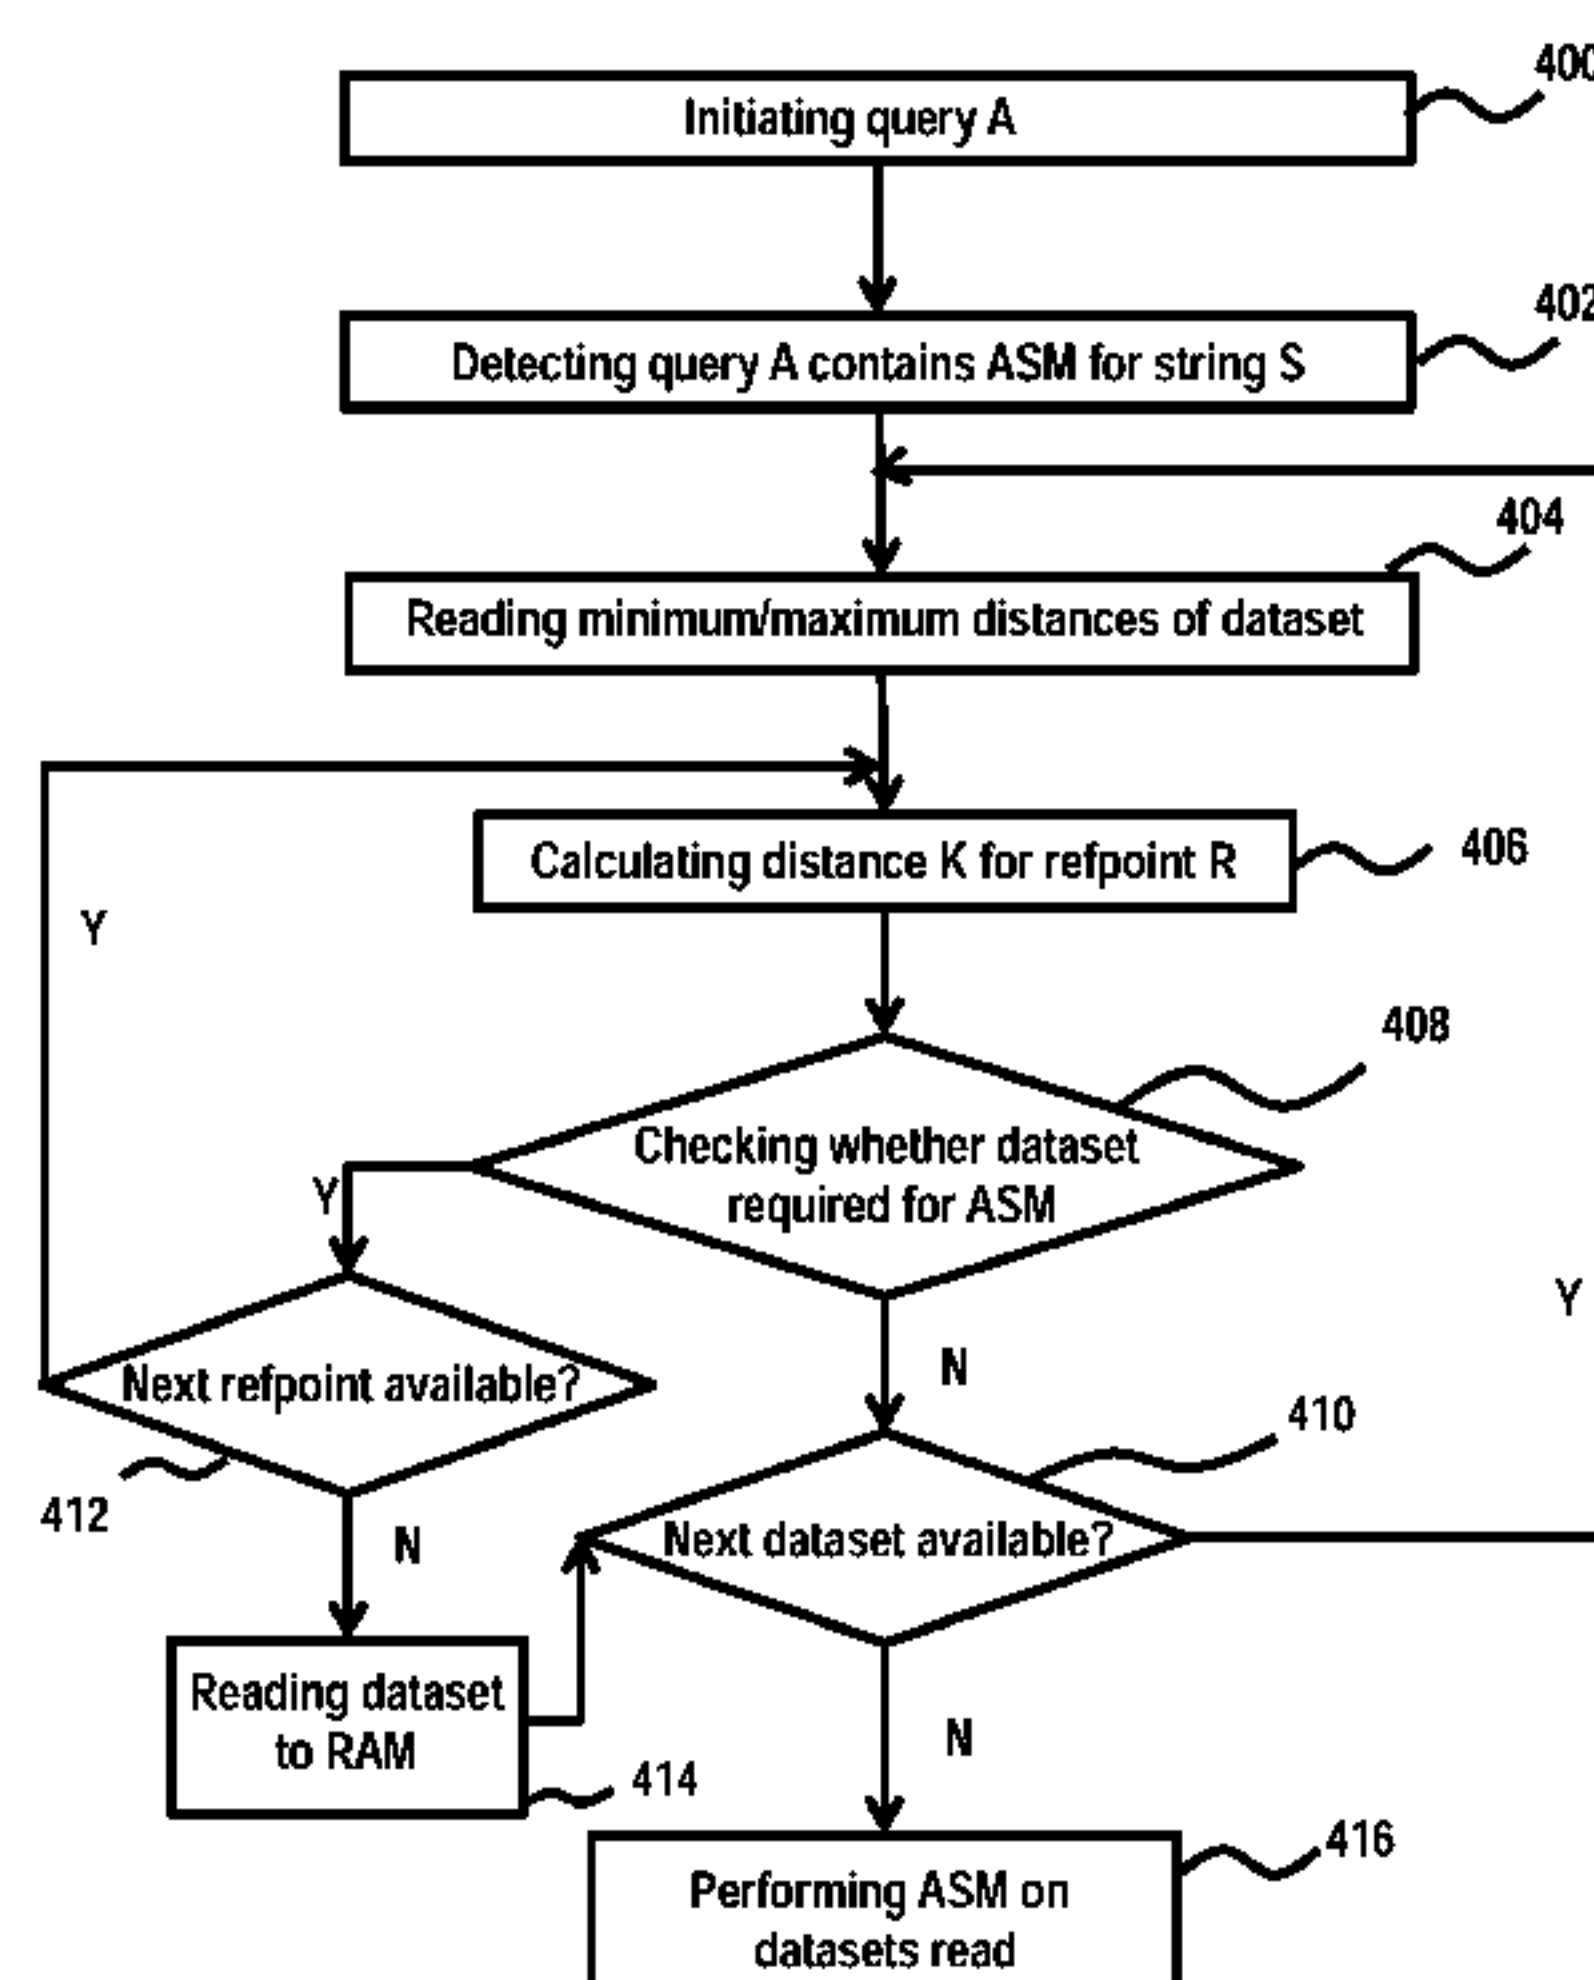 400
Initiating query A
402
Detecting query A contains ASM for string S
404
Reading minimum/maximum distances of dataset
Calculating distance K for refpoint R
406
Y
408
Checking whether dataset
required for ASM
Y
Y
Next refpoint available?
N
410
412
N
Next dataset available?
Reading dataset
to RAM
N
414
416
Performing ASM on
datasets read